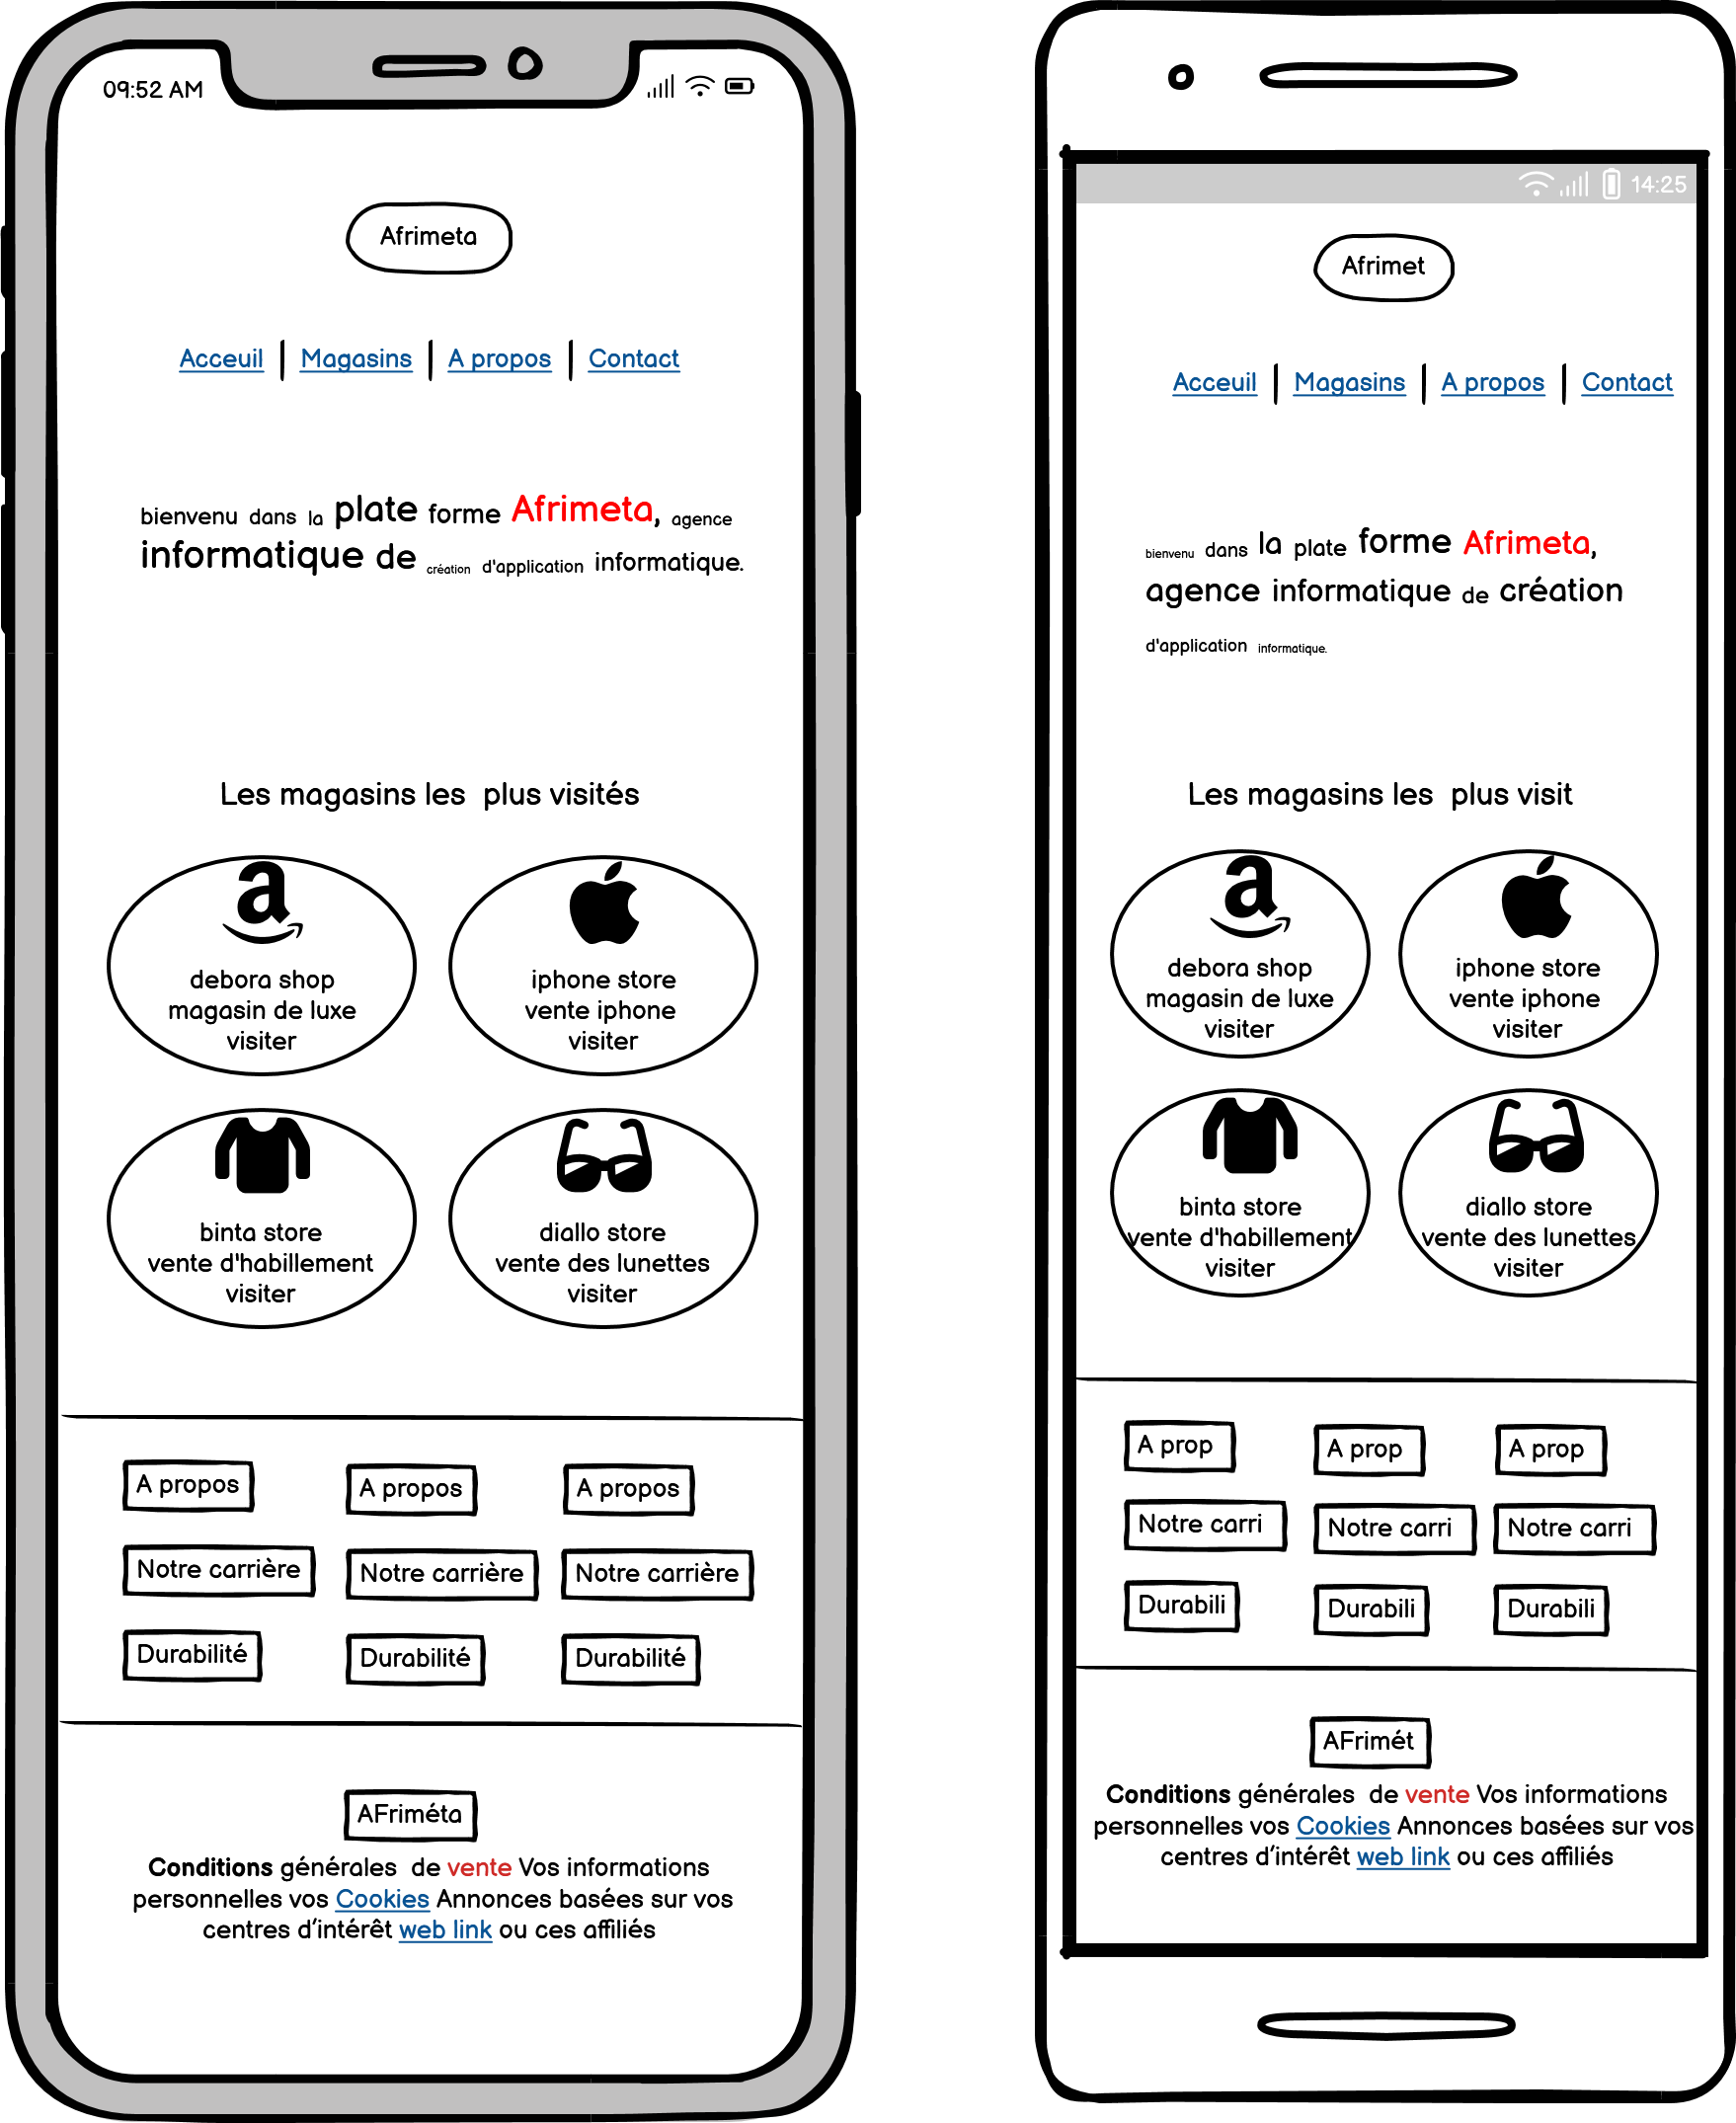 09:52 AM
Afrimeta
Acceuil | Magasins | A propos | Contact
bienvenu dans la plate forme Afrimeta, agence
informatique de création d'application informatique.
Les magasins les plus visités
debora shop
magasin de luxe
visiter
iphone store
vente iphone
visiter
binta store
vente d'habillement
visiter
diallo store
vente des lunettes
visiter
A propos A propos A propos
Notre carrière Notre carrière Notre carrière
Durabilité Durabilité Durabilité
AFriméta
Conditions générales de vente Vos informations
personnelles vos Cookies Annonces basées sur vos
centres d'intérêt web link ou ces affiliés
14:25
Afrimet
Acceuil | Magasins | A propos | Contact
bienvenu dans la plate forme Afrimeta,
agence informatique de création
d'application informatique.
Les magasins les plus visit
debora shop
magasin de luxe
visiter
iphone store
vente iphone
visiter
binta store
vente d'habillement
visiter
diallo store
vente des lunettes
visiter
A prop A prop A prop
Notre carri Notre carri Notre carri
Durabili Durabili Durabili
AFrimét
Conditions générales de vente Vos informations
personnelles vos Cookies Annonces basées sur vos
centres d'intérêt web link ou ces affiliés